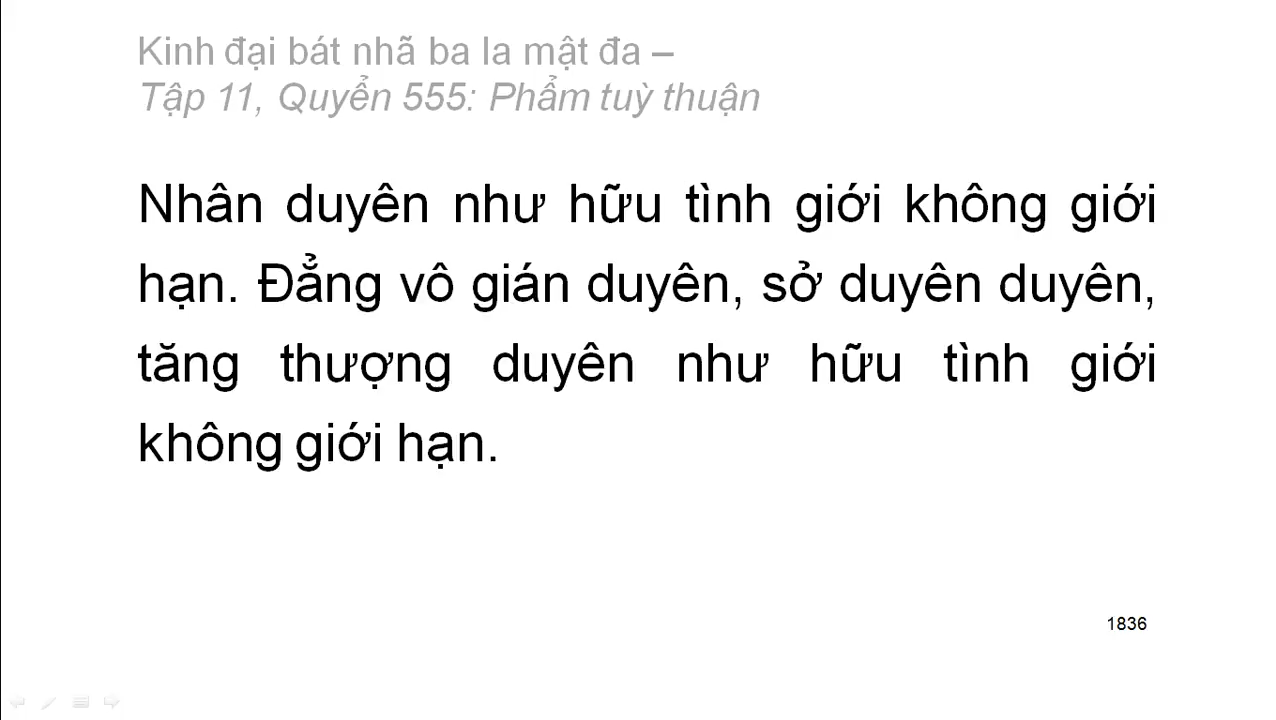 Kinh đại bát nhã ba la mật đa –
Tập 11, Quyển 555: Phẩm tuỳ thuận
Nhân duyên như hữu tình giới không giới
hạn. Đẳng vô gián duyên, sở duyên duyên,
tăng thượng duyên như hữu tình giới
không giới hạn.
1836